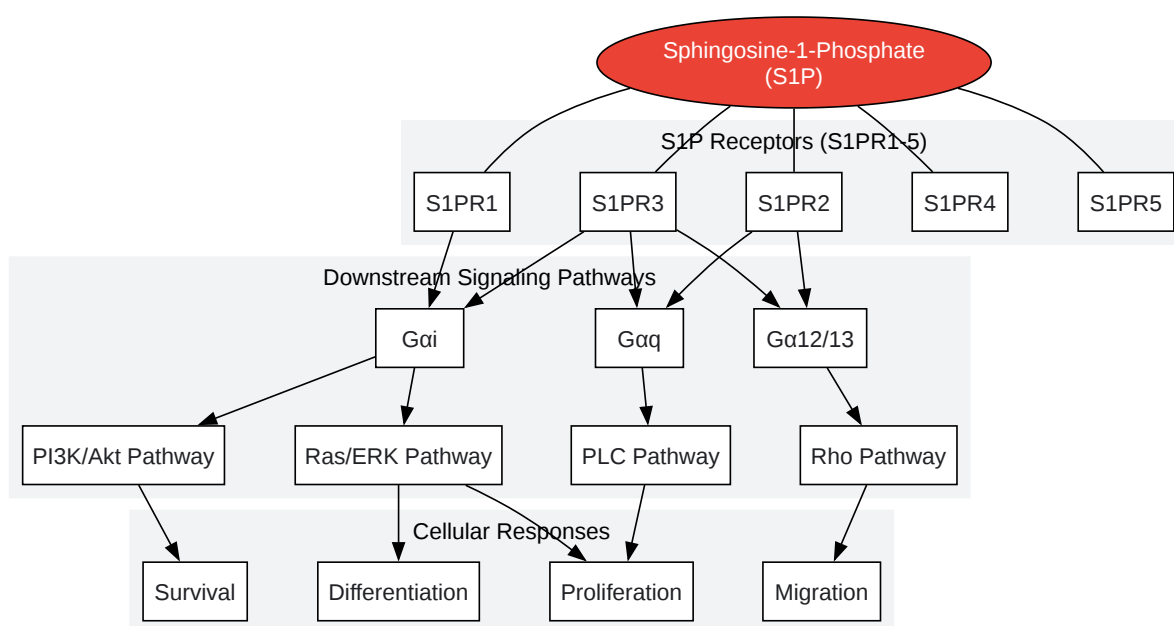 Sphingosine-1-Phosphate
(S1P)
S1P Receptors (S1PR1-5)
S1PR1
S1PR3
S1PR2
S1PR4
S1PR5
Downstream Signaling Pathways
Gαi
Gαq
Gα12/13
PI3K/Akt Pathway
Ras/ERK Pathway
PLC Pathway
Rho Pathway
Cellular Responses
Survival
Differentiation
Proliferation
Migration